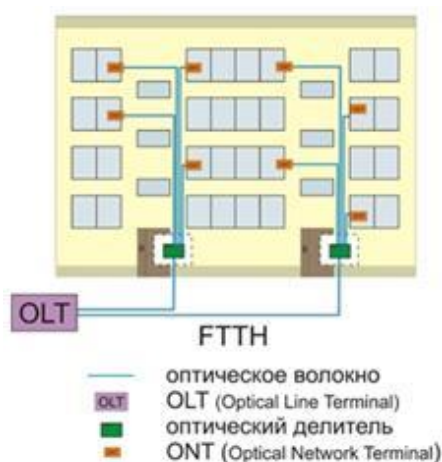 OLT
FTTH
оптическое волокно
OLT OLT (Optical Line Terminal)
оптический делитель
ONT (Optical Network Terminal)